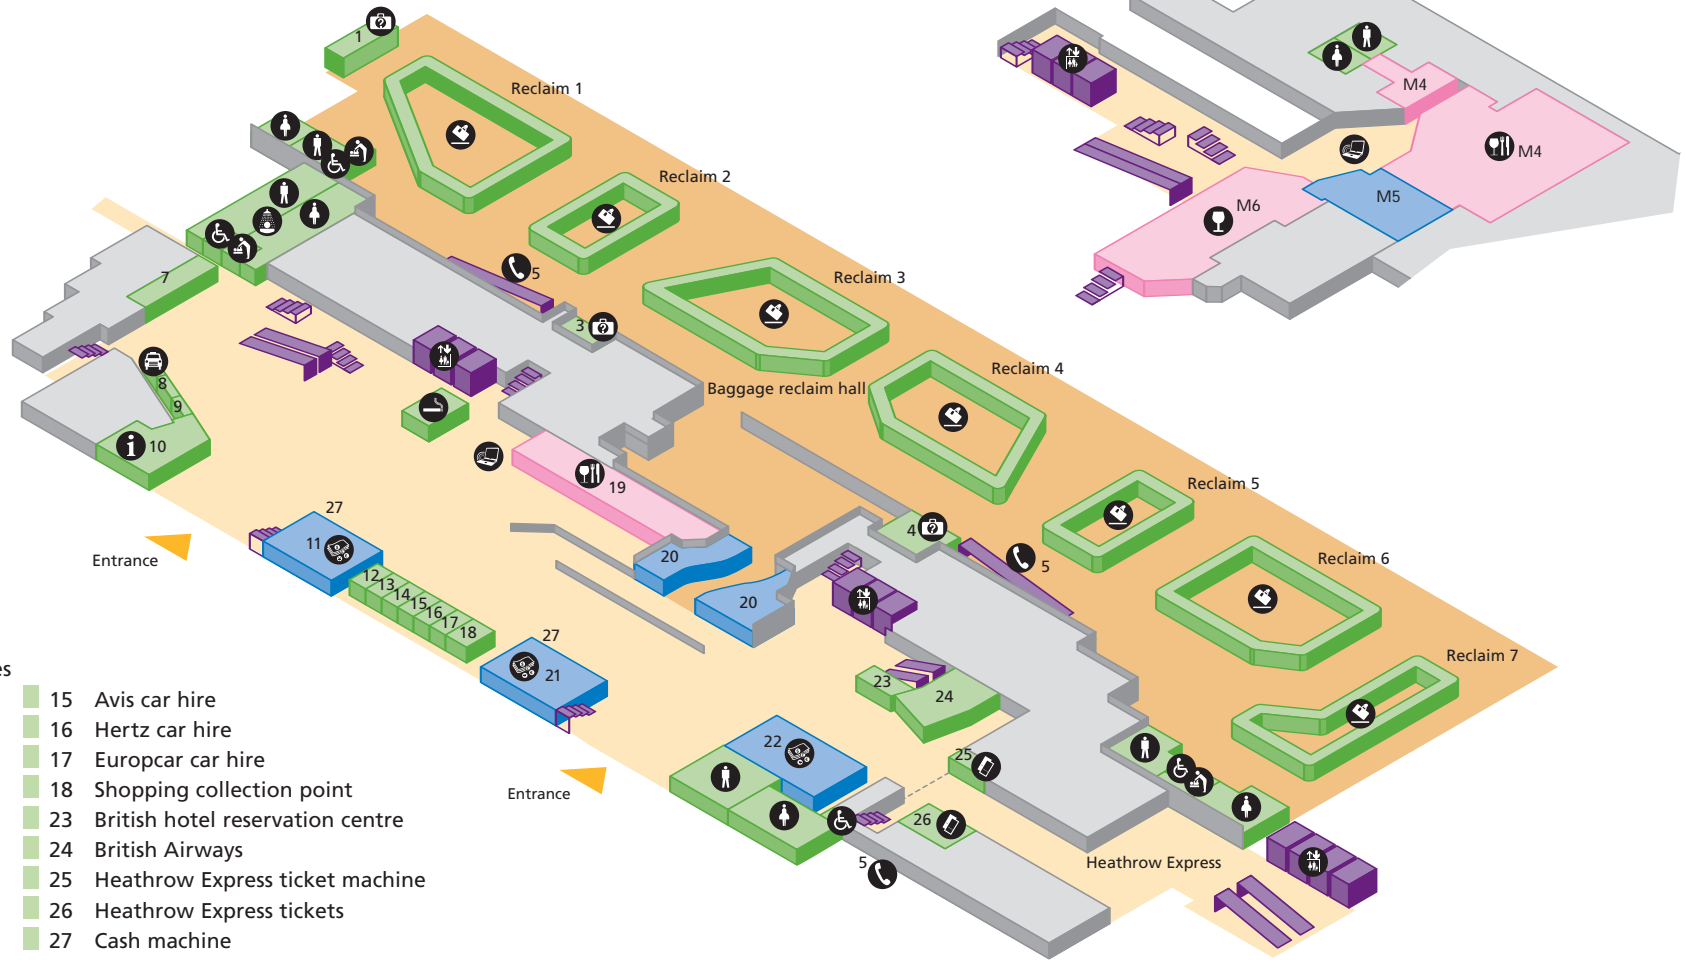 1
Reclaim 1
M4
M4
Reclaim 2
M5
M6
5
Reclaim 3
7
3
Reclaim 4
8
Baggage reclaim hall
9
10
Reclaim 5
19
27
4
11
Entrance
20
5
Reclaim 6
12
13
14
15
16
17
18
20
27
21
Reclaim 7
23
24
22
25
Entrance
26
5
Heathrow Express
es
15 Avis car hire
16 Hertz car hire
17 Europcar car hire
18 Shopping collection point
23 British hotel reservation centre
24 British Airways
25 Heathrow Express ticket machine
26 Heathrow Express tickets
27 Cash machine